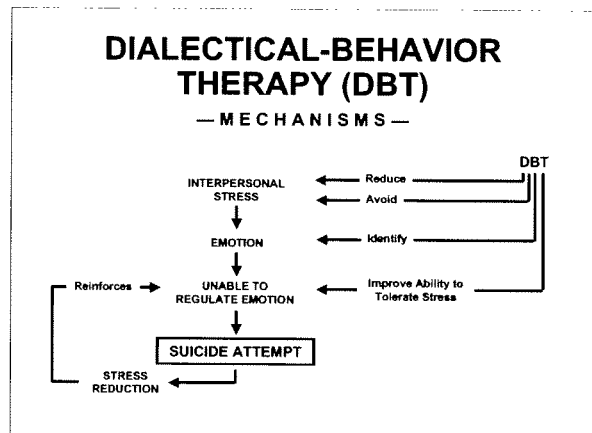 DIALECTICAL-BEHAVIOR
THERAPY (DBT)
— MECHANISMS —
DBT
INTERPERSONAL
STRESS
Reduce
Avoid
EMOTION
Identify
Reinforces
UNABLE TO
REGULATE EMOTION
Improve Ability to
Tolerate Stress
SUICIDE ATTEMPT
STRESS
REDUCTION